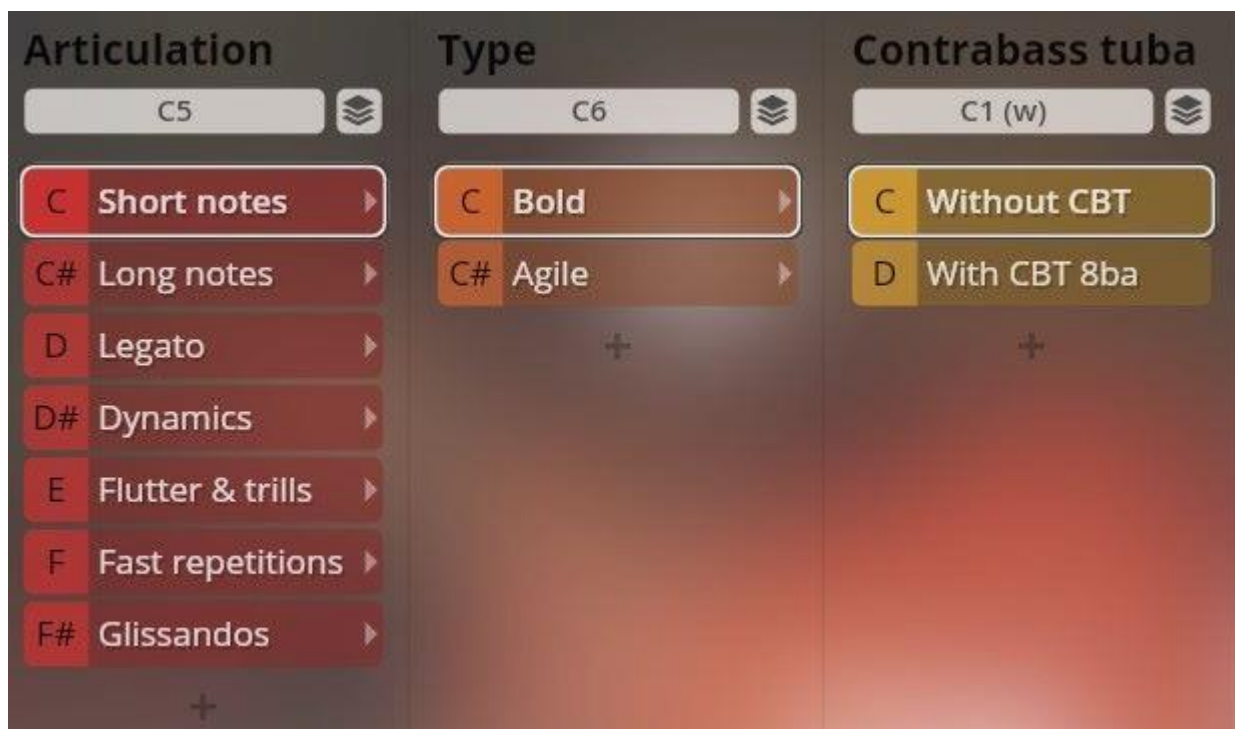 Articulation
C5
C Short notes
C# Long notes
D Legato
D# Dynamics
E Flutter & trills
F Fast repetitions
F# Glissandos
+
Type
C6
C Bold
C# Agile
+
Contrabass tuba
C1 (w)
C Without CBT
D With CBT 8ba
+